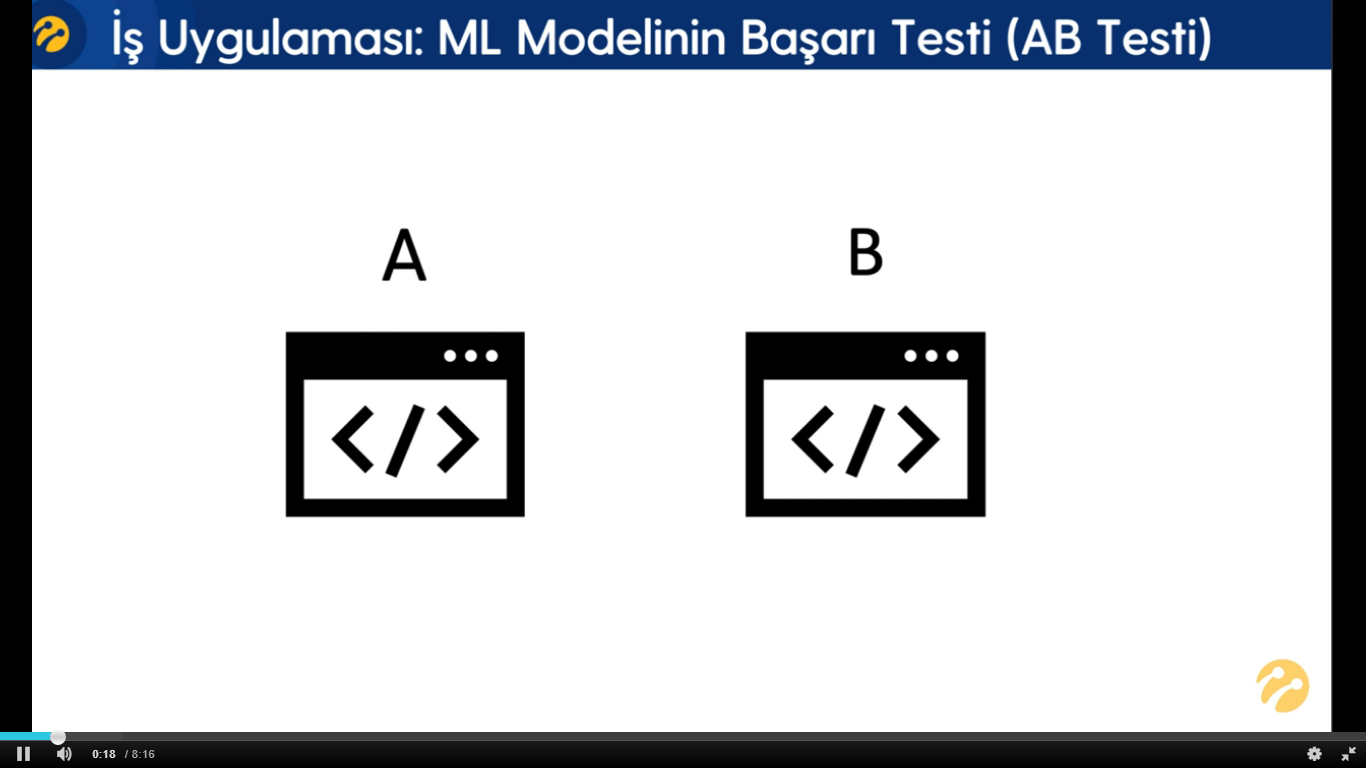 İş Uygulaması: ML Modelinin Başarı Testi (AB Testi)
A B
</>
</>
0:18 / 8:16